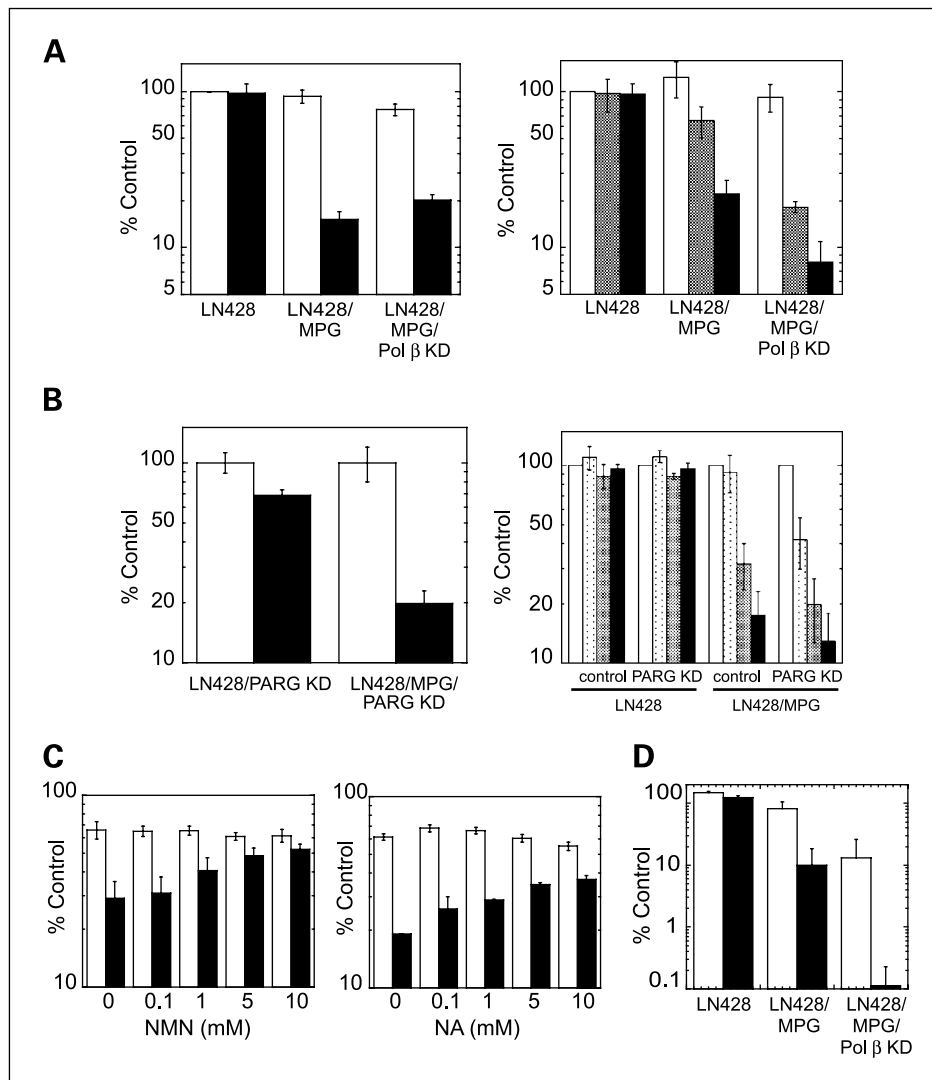 A
% Control
100
50
10
5
LN428
LN428/
MPG
LN428/
MPG/
Pol β KD
% Control
100
50
10
5
LN428
LN428/
MPG
LN428/
MPG/
Pol β KD
B
% Control
100
50
20
10
LN428/PARG KD
LN428/MPG/
PARG KD
% Control
100
50
20
10
control PARG KD
LN428
control PARG KD
LN428/MPG
C
% Control
100
10
0 0.1 1 5 10
NMN (mM)
% Control
100
10
0 0.1 1 5 10
NA (mM)
D
% Control
100
10
1
0.1
LN428
LN428/
MPG
LN428/
MPG/
Pol β KD